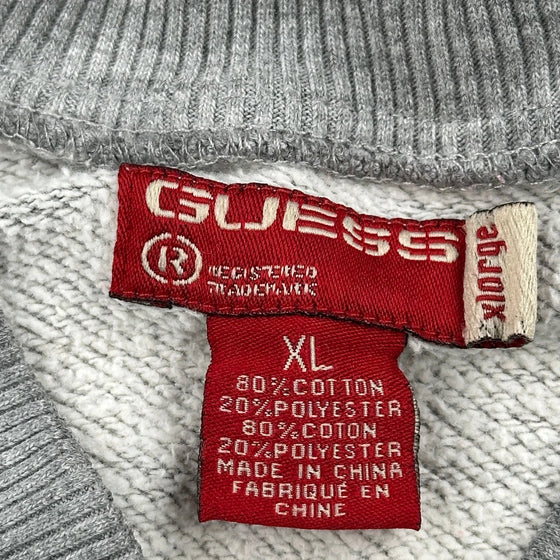 GUESS
® REGISTERED
TRADEMARK
xlarge
XL
80% COTTON
20% POLYESTER
80% COTON
20% POLYESTER
MADE IN CHINA
FABRIQUÉ EN
CHINE